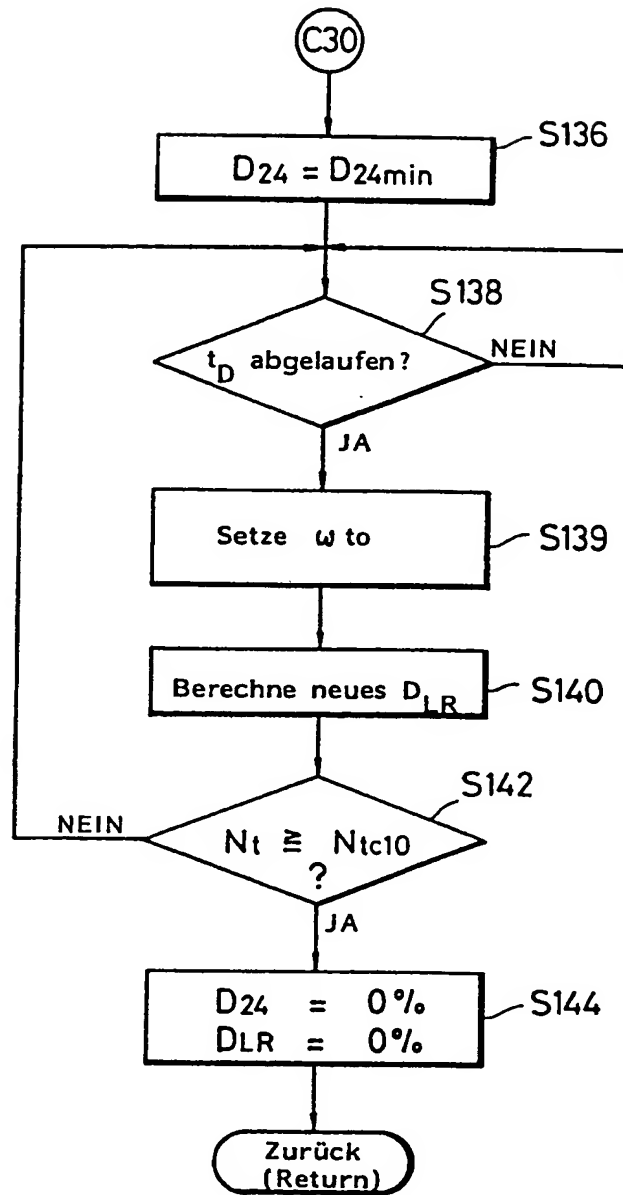 C30
S136
D24 = D24min
S138
tD abgelaufen?
NEIN
JA
Setze ωto
S139
Berechne neues DLR
S140
S142
NEIN
Nt ≧ Ntc10
?
JA
D24 = 0%
DLR = 0%
S144
Zurück
(Return)